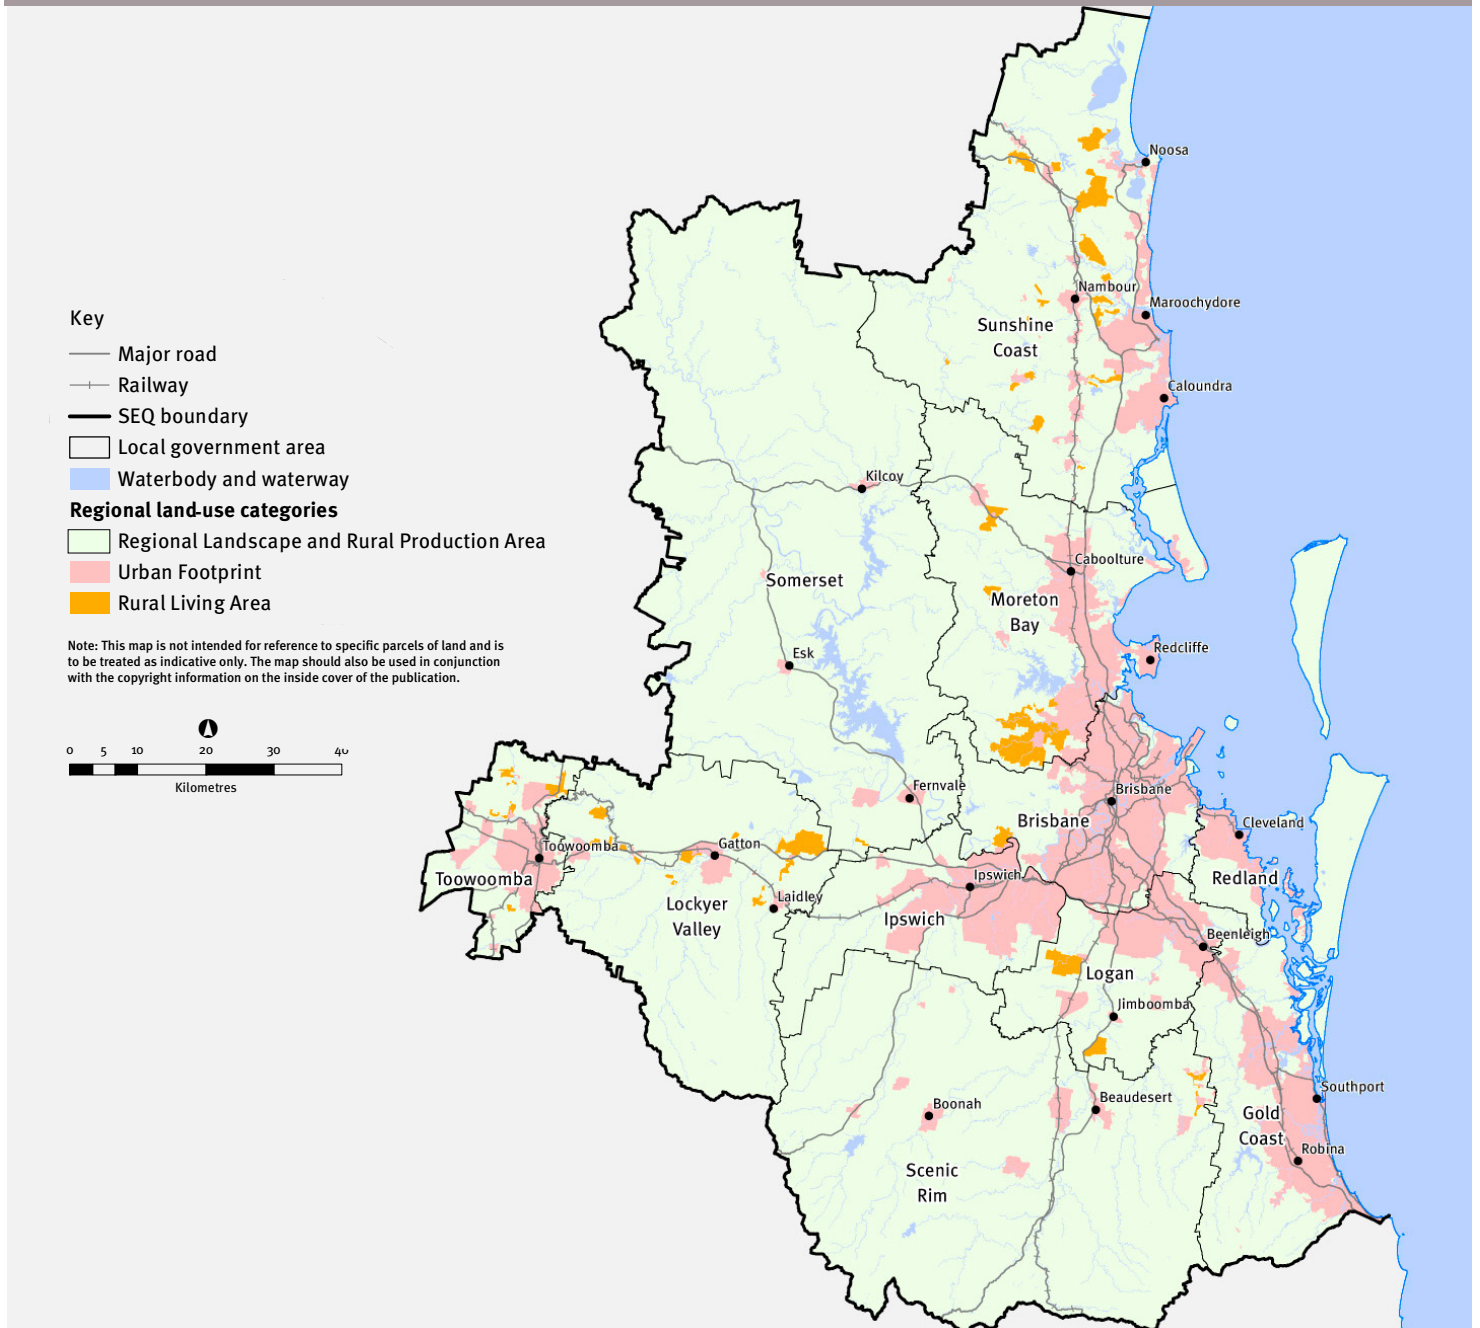 Noosa
Nambour
Maroochydore
Sunshine
Coast
Caloundra
Key
Major road
Railway
SEQ boundary
Local government area
Waterbody and waterway
Regional land-use categories
Regional Landscape and Rural Production Area
Urban Footprint
Rural Living Area
Note: This map is not intended for reference to specific parcels of land and is
to be treated as indicative only. The map should also be used in conjunction
with the copyright information on the inside cover of the publication.
0 5 10 20 30 40
Kilometres
Kilcoy
Caboolture
Somerset
Moreton
Bay
Esk
Redcliffe
Fernvale
Brisbane
Brisbane
Cleveland
Toowoomba
Gatton
Toowoomba
Ipswich
Redland
Laidley
Lockyer
Valley
Ipswich
Beenleigh
Logan
Jimboomba
Southport
Beaudesert
Boonah
Gold
Coast
Robina
Scenic
Rim